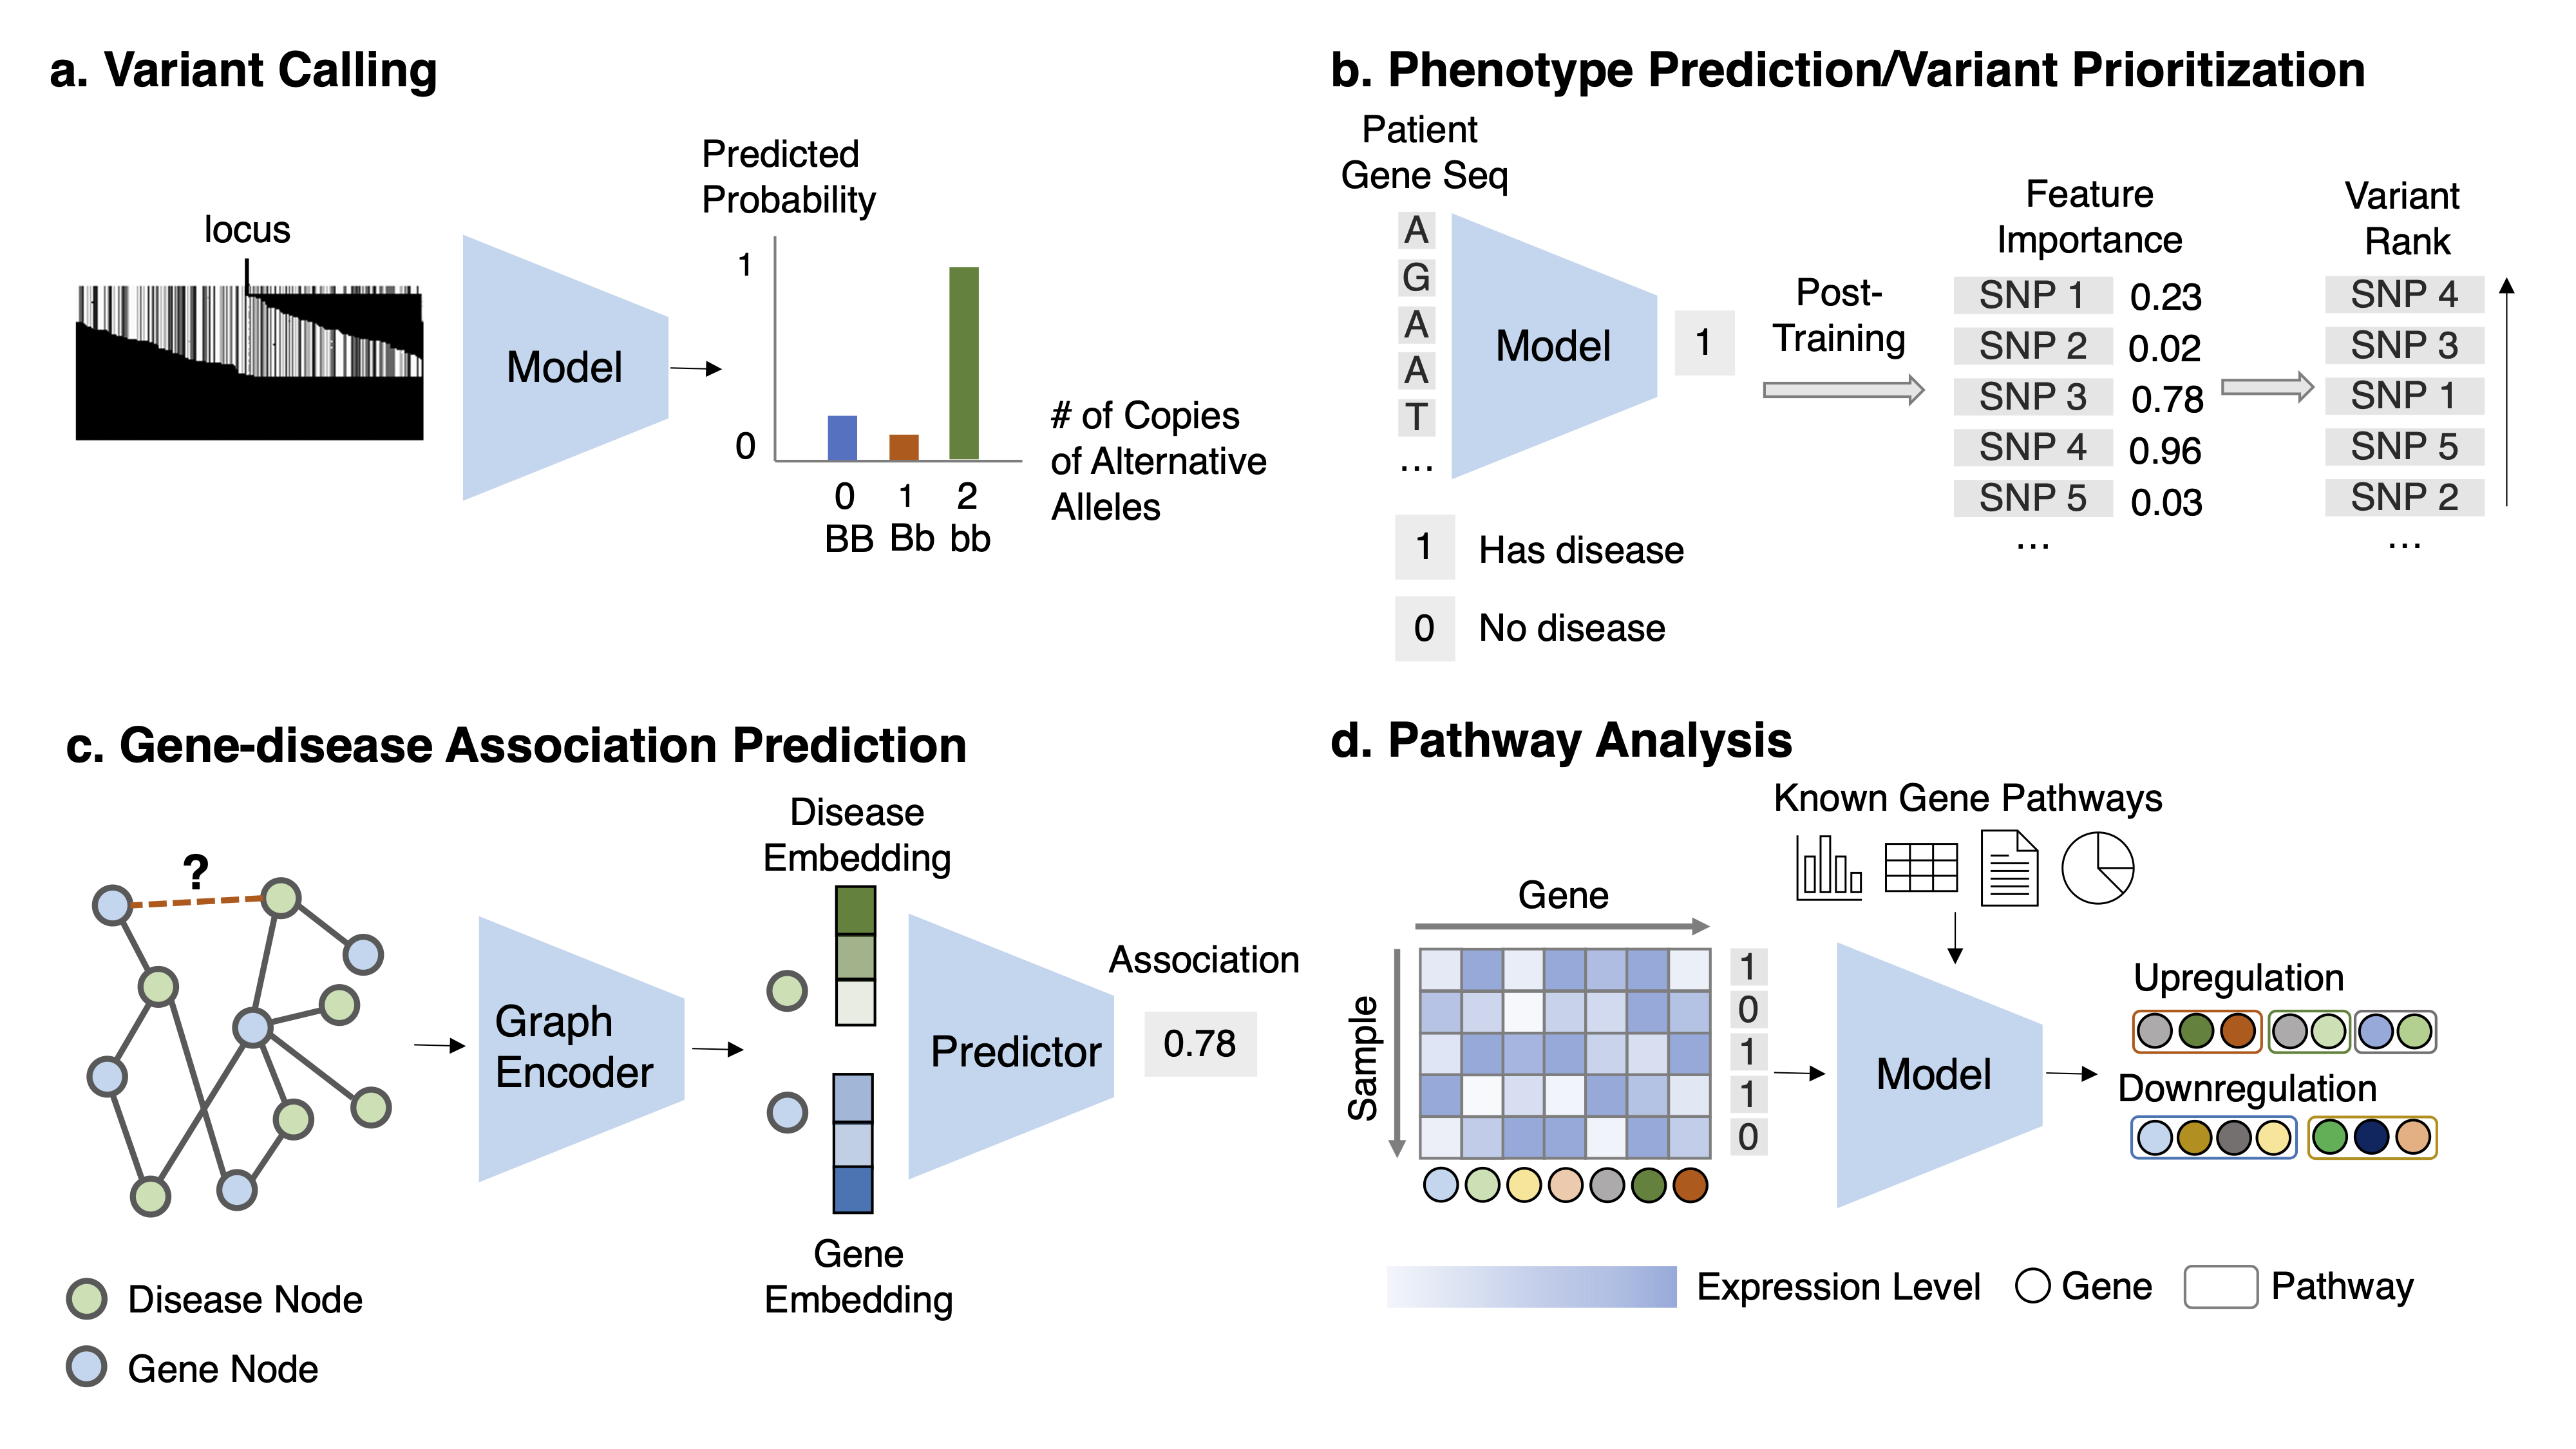 a. Variant Calling
locus
Model
Predicted
Probability
1
0
0 1 2
BB Bb bb
# of Copies
of Alternative
Alleles
b. Phenotype Prediction/Variant Prioritization
Patient
Gene Seq
A
G
A
A
T
...
Model
1
Post-
Training
Feature
Importance
SNP 1 0.23
SNP 2 0.02
SNP 3 0.78
SNP 4 0.96
SNP 5 0.03
...
Variant
Rank
SNP 4
SNP 3
SNP 1
SNP 5
SNP 2
...
1 Has disease
0 No disease
c. Gene-disease Association Prediction
?
Graph
Encoder
Disease
Embedding
Gene
Embedding
Predictor
Association
0.78
Disease Node
Gene Node
d. Pathway Analysis
Known Gene Pathways
Gene
Sample
1
0
1
1
0
Model
Upregulation
Downregulation
Expression Level
Gene
Pathway